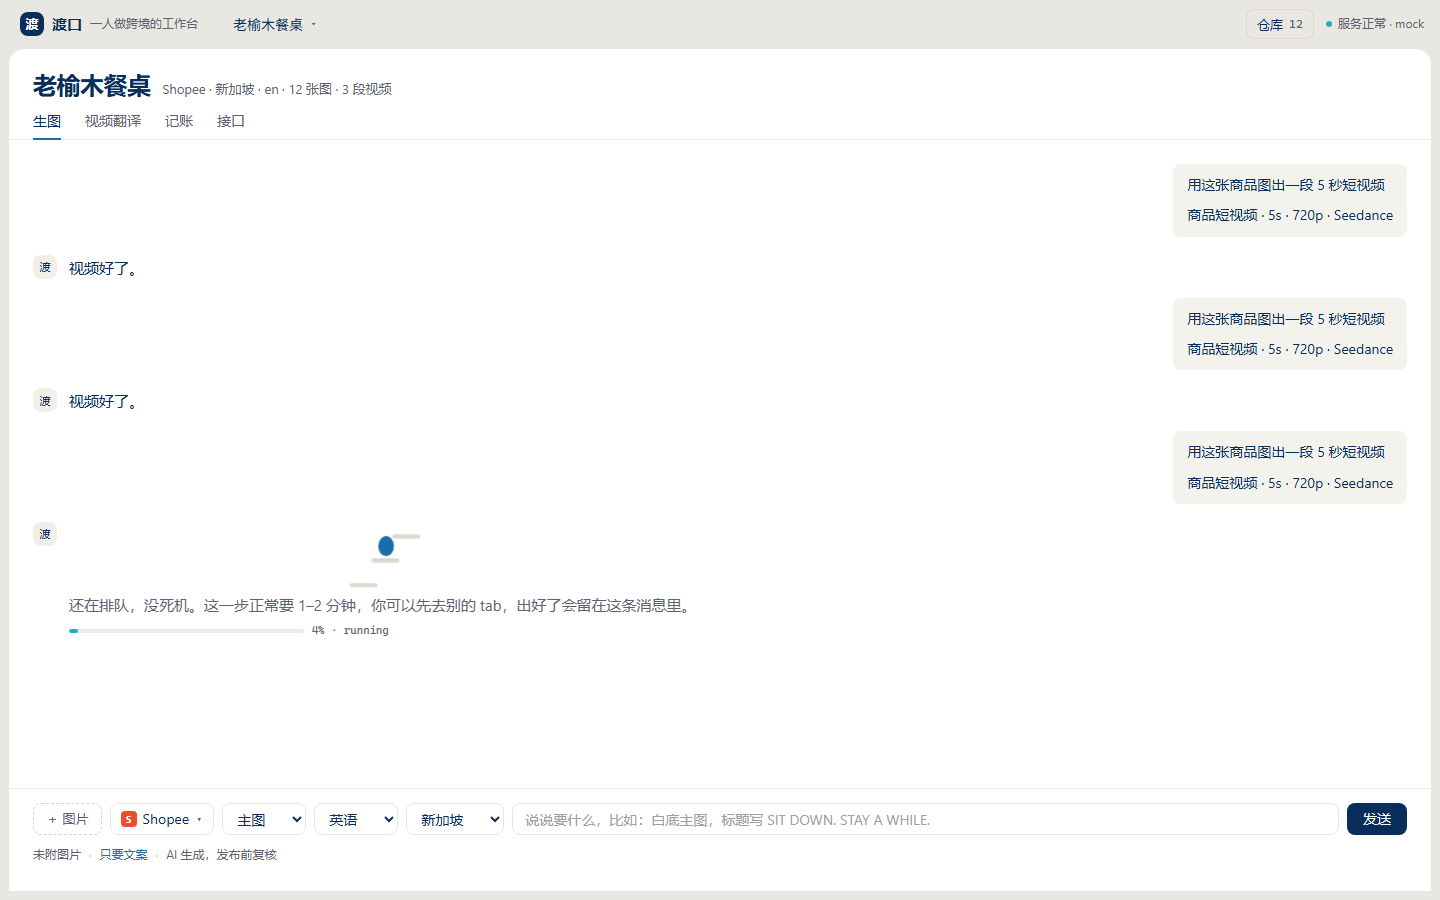 渡 渡口 一人做跨境的工作台 老榆木餐桌 仓库 12 服务正常 · mock
老榆木餐桌 Shopee · 新加坡 · en · 12 张图 · 3 段视频
生图 视频翻译 记账 接口
用这张商品图出一段 5 秒短视频
商品短视频 · 5s · 720p · Seedance
渡 视频好了。
用这张商品图出一段 5 秒短视频
商品短视频 · 5s · 720p · Seedance
渡 视频好了。
用这张商品图出一段 5 秒短视频
商品短视频 · 5s · 720p · Seedance
渡
还在排队，没死机。这一步正常要 1–2 分钟，你可以先去别的 tab，出好了会留在这条消息里。
4% · running
+ 图片 S Shopee 主图 英语 新加坡 说说要什么，比如：白底主图，标题写 SIT DOWN. STAY A WHILE. 发送
未附图片 · 只要文案 · AI 生成，发布前复核